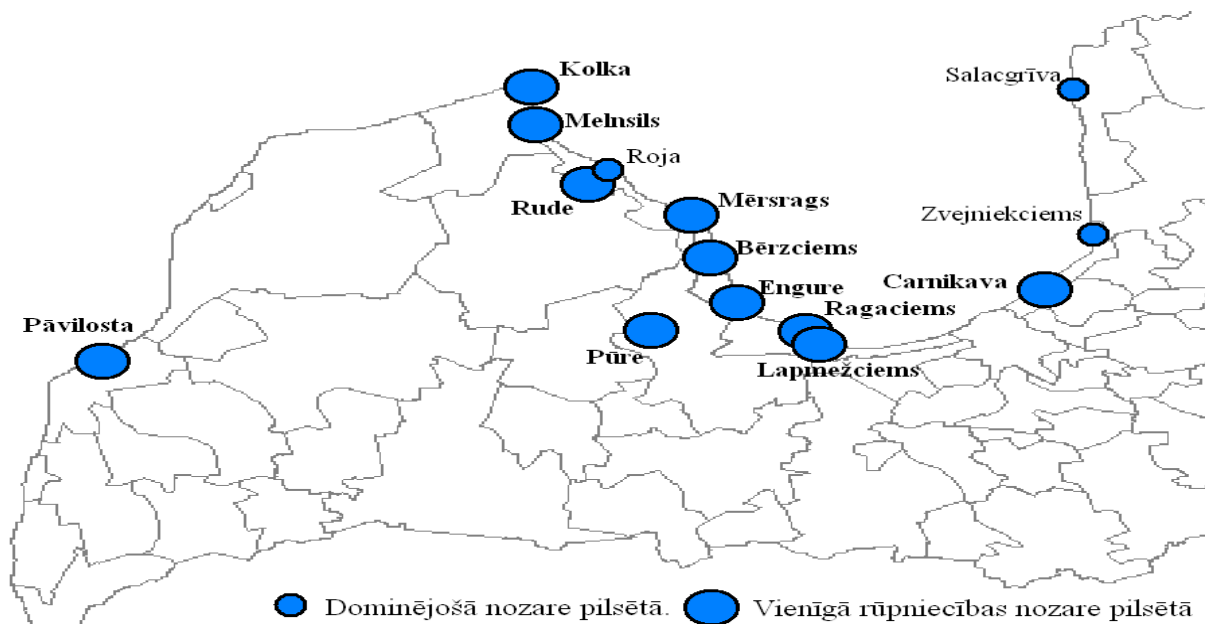 Kolka
Salacgrīva
Melnsils
Roja
Rude
Mērsrags
Zvejniekciems
Bērzciems
Carnikava
Engure
Ragaciems
Pāvilosta
Pūre
Lapmežciems
Dominējošā nozare pilsētā.
Vienīgā rūpniecības nozare pilsētā